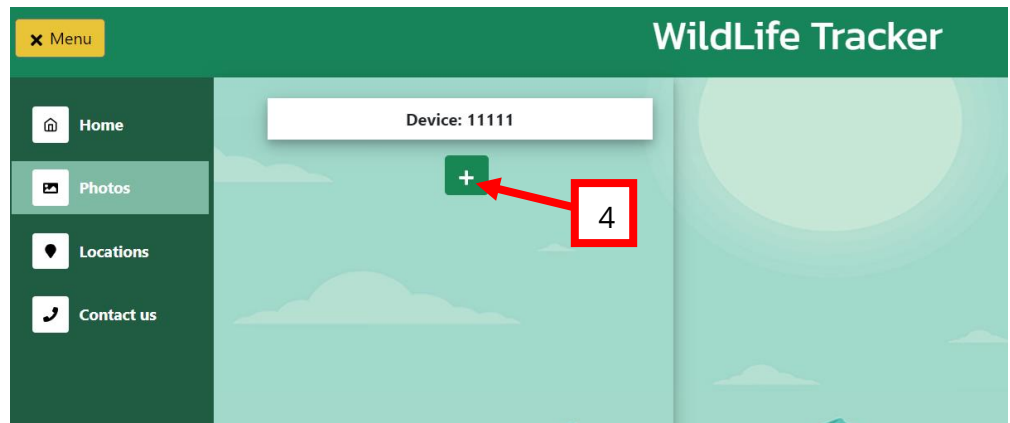 Menu
WildLife Tracker
Home
Photos
Locations
Contact us
Device: 11111
+
4